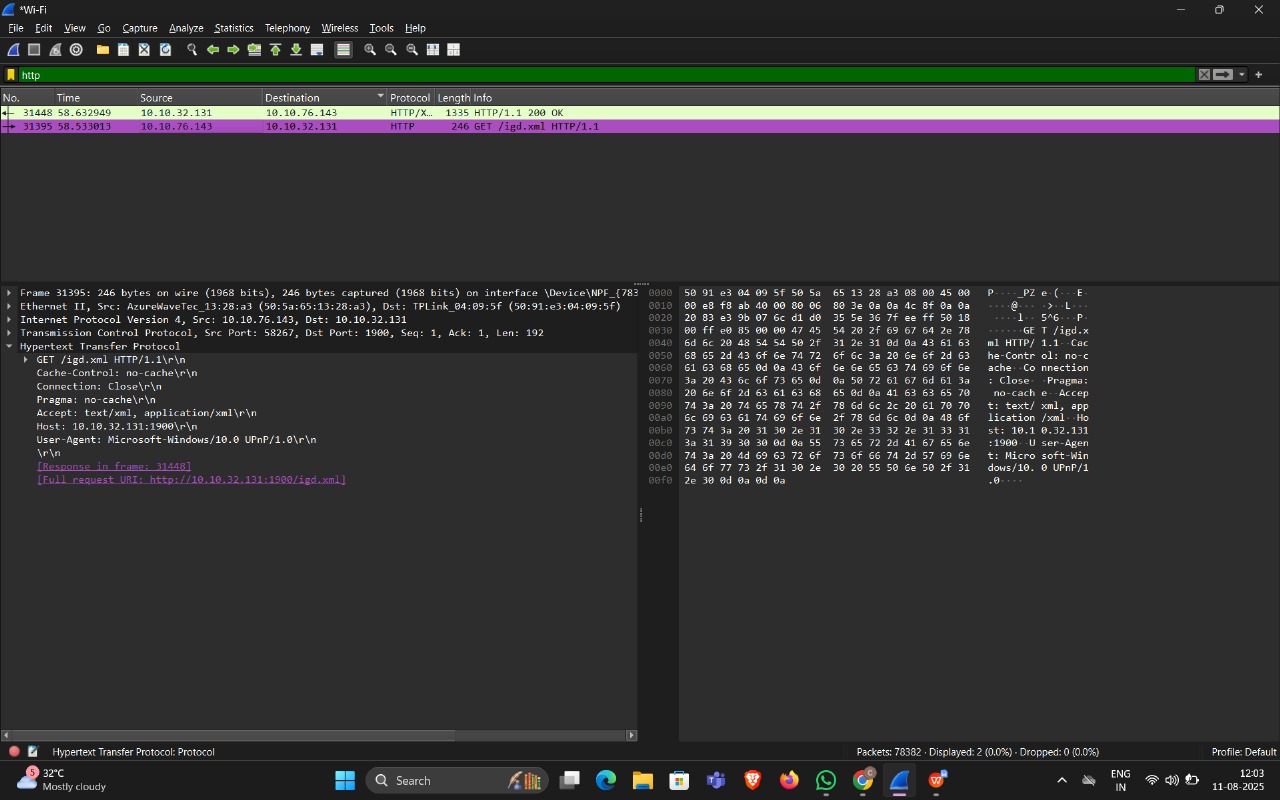 *Wi-Fi
File Edit View Go Capture Analyze Statistics Telephony Wireless Tools Help
http
No. Time Source Destination Protocol Length Info
31448 58.632949 10.10.32.131 10.10.76.143 HTTP/X… 1335 HTTP/1.1 200 OK
31395 58.533013 10.10.76.143 10.10.32.131 HTTP 246 GET /igd.xml HTTP/1.1
Frame 31395: 246 bytes on wire (1968 bits), 246 bytes captured (1968 bits) on interface \Device\NPF_{783
Ethernet II, Src: AzureWaveTec_13:28:a3 (50:5a:65:13:28:a3), Dst: TPLink_04:09:5f (50:91:e3:04:09:5f)
Internet Protocol Version 4, Src: 10.10.76.143, Dst: 10.10.32.131
Transmission Control Protocol, Src Port: 58267, Dst Port: 1900, Seq: 1, Ack: 1, Len: 192
Hypertext Transfer Protocol
GET /igd.xml HTTP/1.1\r\n
Cache-Control: no-cache\r\n
Connection: Close\r\n
Pragma: no-cache\r\n
Accept: text/xml, application/xml\r\n
Host: 10.10.32.131:1900\r\n
User-Agent: Microsoft-Windows/10.0 UPnP/1.0\r\n
\r\n
[Response in frame: 31448]
[Full request URI: http://10.10.32.131:1900/igd.xml]
0000 50 91 e3 04 09 5f 50 5a 65 13 28 a3 08 00 45 00 P····_PZ e·(···E·
0010 00 e8 f8 ab 40 00 80 06 80 3e 0a 0a 4c 8f 0a 0a ····@··· ·>··L···
0020 20 83 e3 9b 07 6c d1 d0 35 5e 36 7f ee ff 50 18 ····l·· 5^6···P·
0030 00 ff e0 85 00 00 47 45 54 20 2f 69 67 64 2e 78 ······GE T /igd.x
0040 6d 6c 20 48 54 54 50 2f 31 2e 31 0d 0a 43 61 63 ml HTTP/ 1.1··Cac
0050 68 65 2d 43 6f 6e 74 72 6f 6c 3a 20 6e 6f 2d 63 he-Contr ol: no-c
0060 61 63 68 65 0d 0a 43 6f 6e 6e 65 63 74 69 6f 6e ache··Co nnection
0070 3a 20 43 6c 6f 73 65 0d 0a 50 72 61 67 6d 61 3a : Close· ·Pragma:
0080 20 6e 6f 2d 63 61 63 68 65 0d 0a 41 63 63 65 70 no-cach e··Accep
0090 74 3a 20 74 65 78 74 2f 78 6d 6c 2c 20 61 70 70 t: text/ xml, app
00a0 6c 69 63 61 74 69 6f 6e 2f 78 6d 6c 0d 0a 48 6f lication /xml··Ho
00b0 73 74 3a 20 31 30 2e 31 30 2e 33 32 2e 31 33 31 st: 10.1 0.32.131
00c0 3a 31 39 30 30 0d 0a 55 73 65 72 2d 41 67 65 6e :1900··U ser-Agen
00d0 74 3a 20 4d 69 63 72 6f 73 6f 66 74 2d 57 69 6e t: Micro soft-Win
00e0 64 6f 77 73 2f 31 30 2e 30 20 55 50 6e 50 2f 31 dows/10. 0 UPnP/1
00f0 2e 30 0d 0a 0d 0a .0····
Hypertext Transfer Protocol: Protocol
Packets: 78382 · Displayed: 2 (0.0%) · Dropped: 0 (0.0%)
Profile: Default
5
32°C
Mostly cloudy
Search
ENG
IN
12:03
11-08-2025